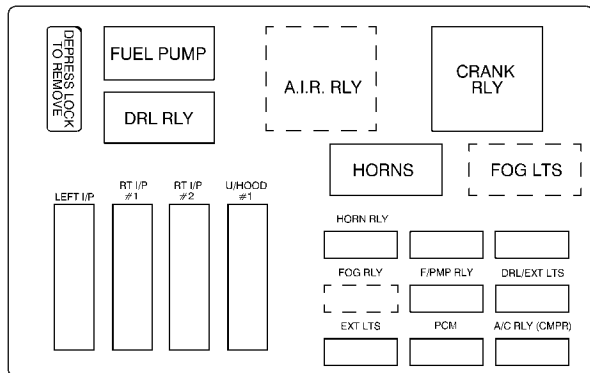 DEPRESS LOCK
TO REMOVE
FUEL PUMP
DRL RLY
A.I.R. RLY
CRANK
RLY
HORNS
FOG LTS
LEFT I/P
RT I/P
#1
RT I/P
#2
U/HOOD
#1
HORN RLY
FOG RLY
F/PMP RLY
DRL/EXT LTS
EXT LTS
PCM
A/C RLY (CMPR)